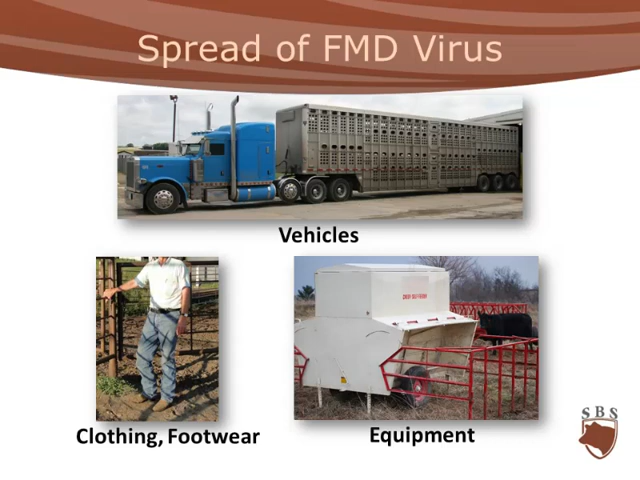 Spread of FMD Virus
Vehicles
Clothing, Footwear
Equipment
SBS